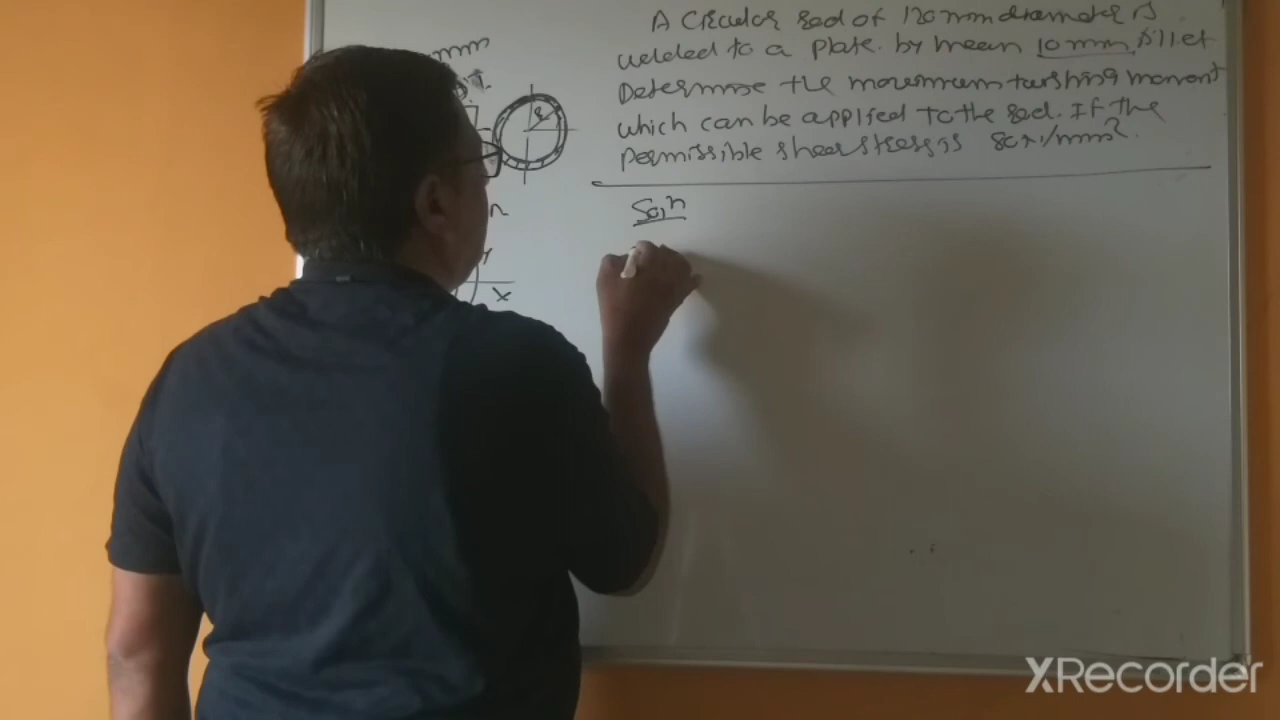 A Circular rod of 120 mm diameter is
welded to a plate by mean 10 mm fillet
Determine the maximum twisting moment
which can be applied to the rod. If the
permissible shear stress is 80 N/mm².
Soln
mm
r
n
Y
X
XRecorder